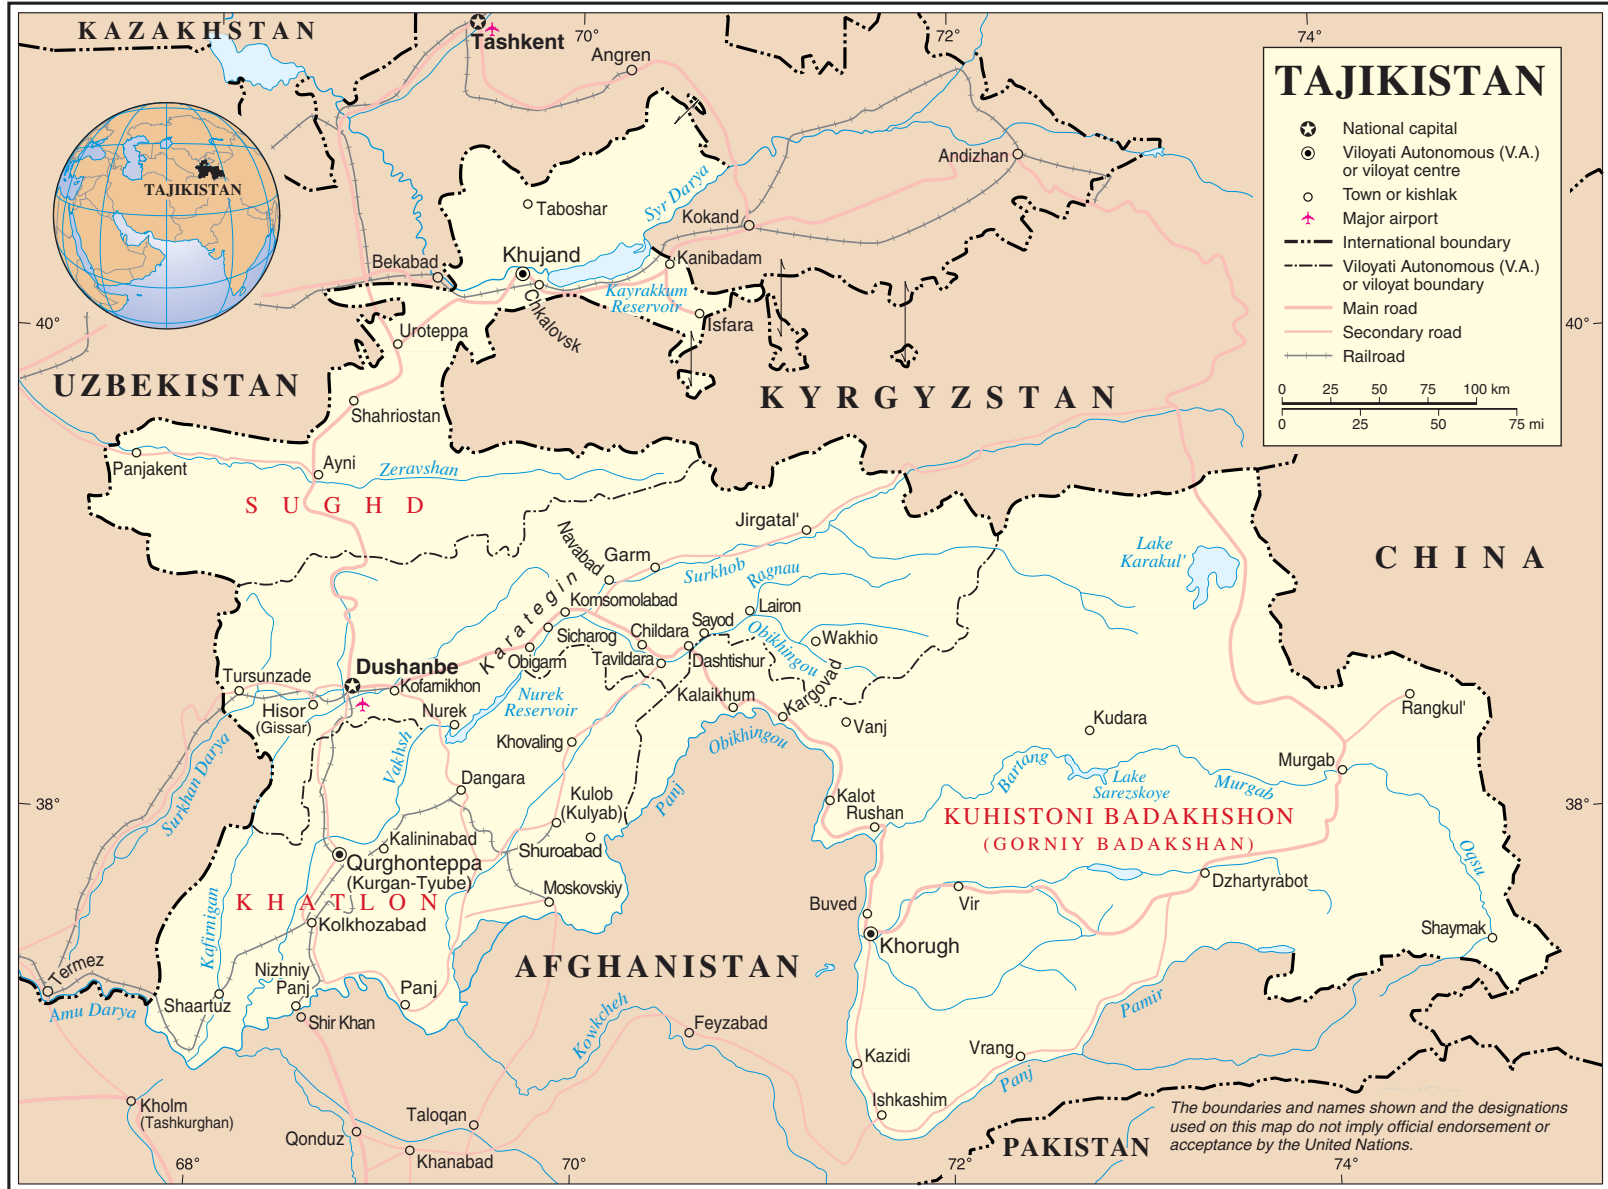 KAZAKHSTAN
Tashkent
70°
72°
74°
Angren
TAJIKISTAN
National capital
Viloyati Autonomous (V.A.)
or viloyat centre
Town or kishlak
Major airport
International boundary
Viloyati Autonomous (V.A.)
or viloyat boundary
Main road
Secondary road
Railroad
0 25 50 75 100 km
0 25 50 75 mi
TAJIKISTAN
Andizhan
Taboshar
Syr Darya
Kokand
Khujand
Bekabad
Kanibadam
Kayrakkum
Reservoir
Chkalovsk
Isfara
40°
40°
Uroteppa
UZBEKISTAN
KYRGYZSTAN
Shahriostan
Panjakent
Ayni
Zeravshan
SUGHD
Jirgatal'
Navabad
Garm
Surkhob
Ragnau
Lake
Karakul'
CHINA
Karategin
Komsomolabad
Lairon
Sayod
Sicharog
Childara
Obikhingou
Wakhio
Obigarm
Tavildara
Dashtishur
Dushanbe
Tursunzade
Kofarnikhon
Nurek
Reservoir
Kalaikhum
Kargovad
Rangkul'
Hisor
(Gissar)
Nurek
Vanj
Kudara
Khovaling
Obikhingou
Surkhan Darya
Vakhsh
Dangara
Murgab
Bartang
Lake
Sarezskoye
Murgab
Kulob
(Kulyab)
Panj
Kalot
Rushan
38°
38°
KUHISTONI BADAKHSHON
(GORNIY BADAKSHAN)
Kalininabad
Shuroabad
Qurghonteppa
(Kurgan-Tyube)
Oqsu
Moskovskiy
Dzhartyrabot
KHATLON
Kafirnigan
Kolkhozabad
Buved
Vir
Khorugh
Shaymak
Termez
Nizhniy
Panj
Panj
AFGHANISTAN
Shaartuz
Amu Darya
Shir Khan
Kowkcheh
Feyzabad
Pamir
Kazidi
Vrang
Panj
Ishkashim
Kholm
(Tashkurghan)
Taloqan
Qonduz
Khanabad
PAKISTAN
The boundaries and names shown and the designations
used on this map do not imply official endorsement or
acceptance by the United Nations.
68°
70°
72°
74°